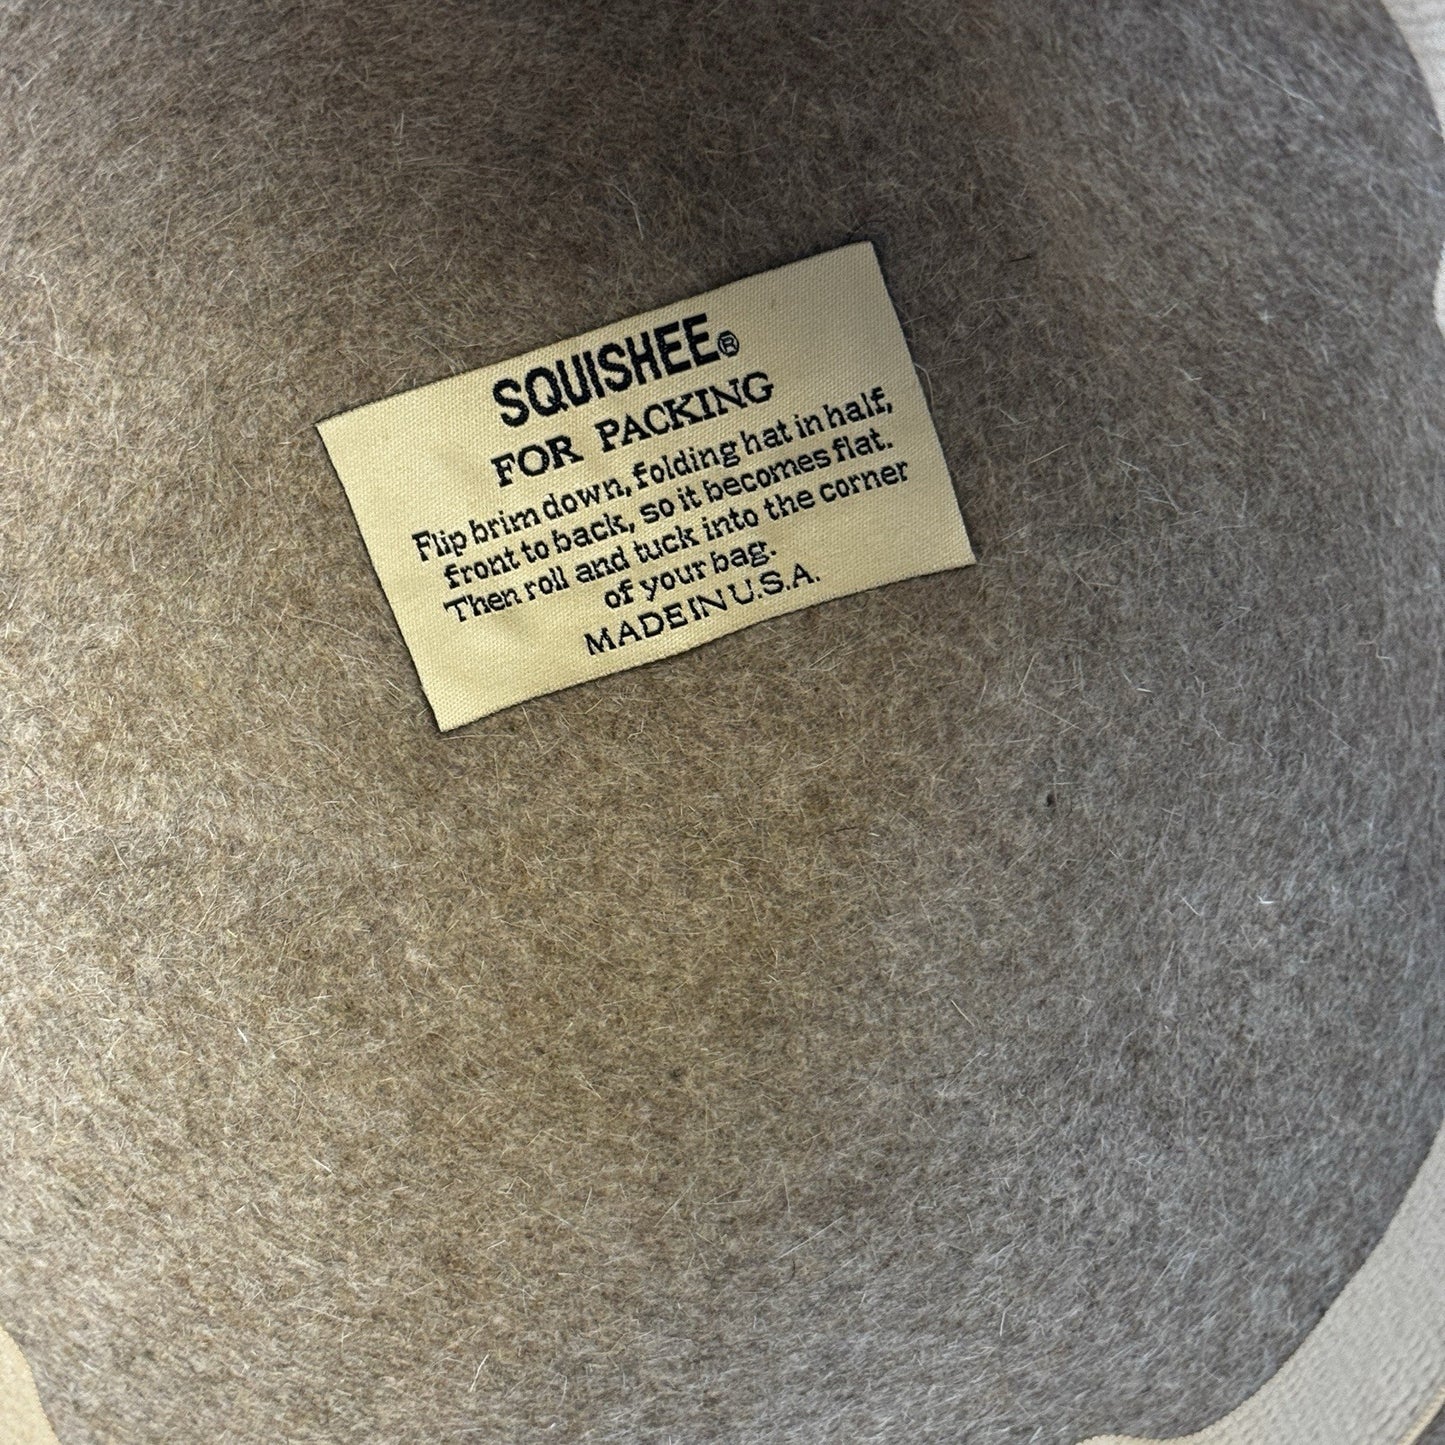 SQUISHEE®
FOR PACKING
Flip brim down, folding hat in half,
front to back, so it becomes flat.
Then roll and tuck into the corner
of your bag.
MADE IN U.S.A.